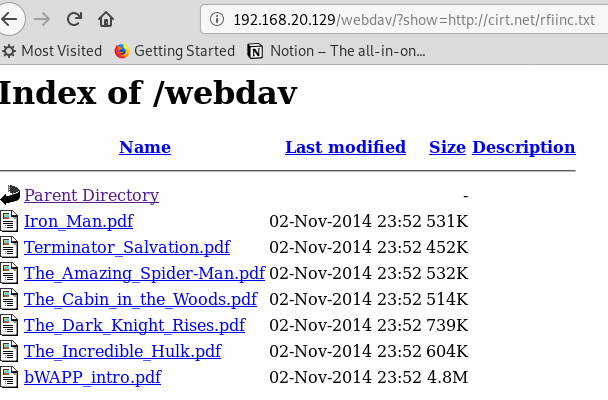 192.168.20.129/webdav/?show=http://cirt.net/rfiinc.txt
Most Visited Getting Started Notion – The all-in-on...
Index of /webdav
Name Last modified Size Description
Parent Directory -
Iron_Man.pdf 02-Nov-2014 23:52 531K
Terminator_Salvation.pdf 02-Nov-2014 23:52 452K
The_Amazing_Spider-Man.pdf 02-Nov-2014 23:52 532K
The_Cabin_in_the_Woods.pdf 02-Nov-2014 23:52 514K
The_Dark_Knight_Rises.pdf 02-Nov-2014 23:52 739K
The_Incredible_Hulk.pdf 02-Nov-2014 23:52 604K
bWAPP_intro.pdf 02-Nov-2014 23:52 4.8M